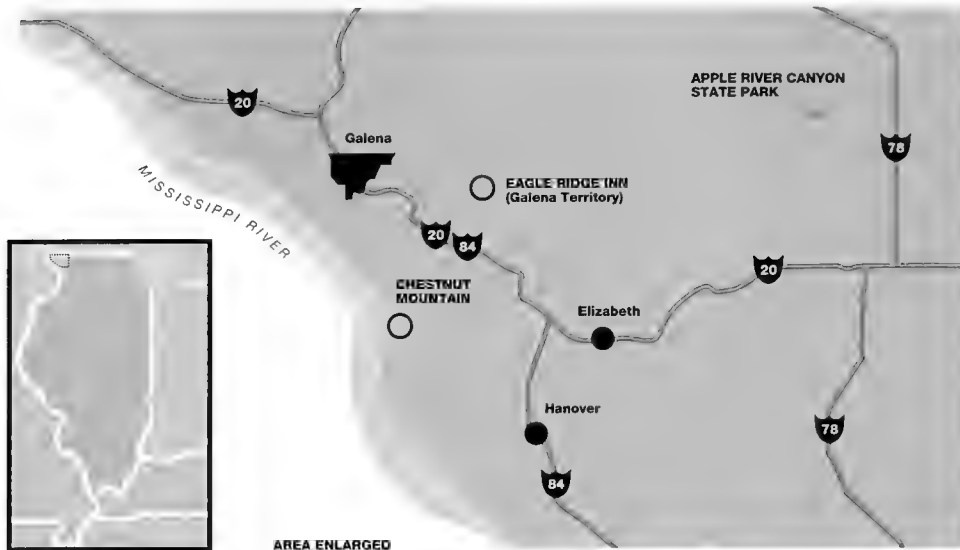 20
APPLE RIVER CANYON
STATE PARK
Galena
78
MISSISSIPPI RIVER
EAGLE RIDGE INN
(Galena Territory)
20
84
20
CHESTNUT
MOUNTAIN
Elizabeth
Hanover
78
84
AREA ENLARGED